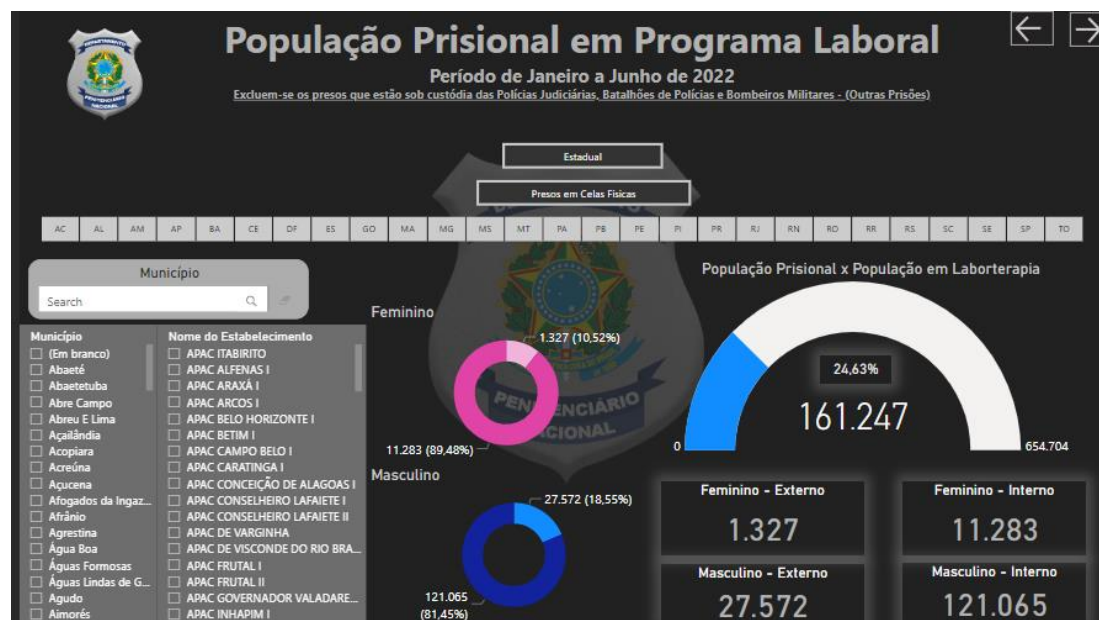 População Prisional em Programa Laboral
Período de Janeiro a Junho de 2022
Excluem-se os presos que estão sob custódia das Polícias Judiciárias, Batalhões de Polícias e Bombeiros Militares - (Outras Prisões)
DEPARTAMENTO
PENITENCIÁRIO
NACIONAL
Estadual
Presos em Celas Físicas
AC AL AM AP BA CE DF ES GO MA MG MS MT PA PB PE PI PR RJ RN RO RR RS SC SE SP TO
Município
Search
Município
(Em branco)
Abaeté
Abaetetuba
Abre Campo
Abreu E Lima
Açailândia
Acopiara
Acreúna
Açucena
Afogados da Ingaz...
Afrânio
Agrestina
Água Boa
Águas Formosas
Águas Lindas de G...
Agudo
Aimorés
Nome do Estabelecimento
APAC ITABIRITO
APAC ALFENAS I
APAC ARAXÁ I
APAC ARCOS I
APAC BELO HORIZONTE I
APAC BETIM I
APAC CAMPO BELO I
APAC CARATINGA I
APAC CONCEIÇÃO DE ALAGOAS I
APAC CONSELHEIRO LAFAIETE I
APAC CONSELHEIRO LAFAIETE II
APAC DE VARGINHA
APAC DE VISCONDE DO RIO BRA...
APAC FRUTAL I
APAC FRUTAL II
APAC GOVERNADOR VALADARE...
APAC INHAPIM I
Feminino
1.327 (10,52%)
11.283 (89,48%)
Masculino
27.572 (18,55%)
121.065
(81,45%)
PENITENCIÁRIO
NACIONAL
População Prisional x População em Laborterapia
24,63%
161.247
0
654.704
Feminino - Externo
1.327
Feminino - Interno
11.283
Masculino - Externo
27.572
Masculino - Interno
121.065